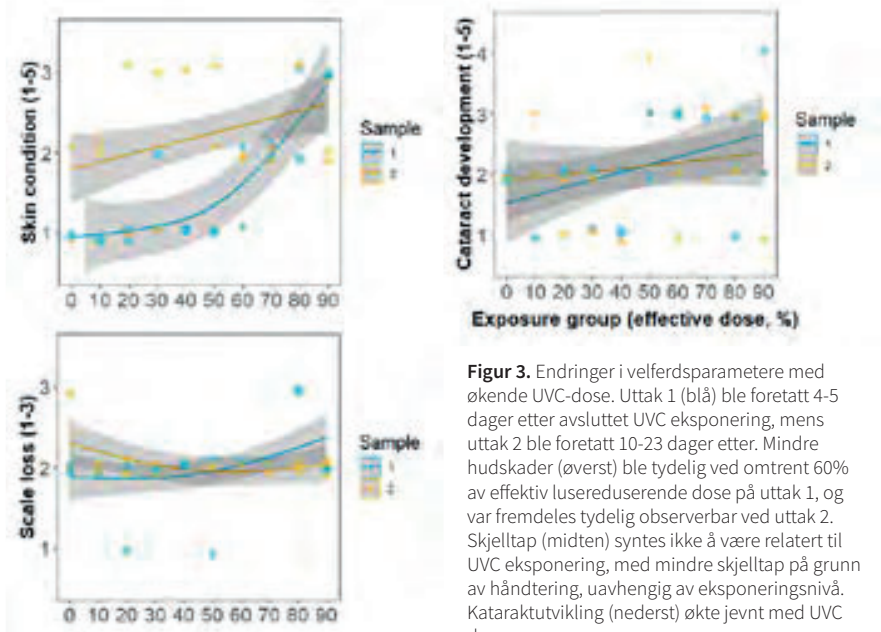 Skin condition (1-5)
3
2
1
0 10 20 30 40 50 60 70 80 90
Sample
1
2
Cataract development (1-5)
4
3
2
1
0 10 20 30 40 50 60 70 80 90
Exposure group (effective dose, %)
Sample
1
2
Scale loss (1-3)
3
2
1
0 10 20 30 40 50 60 70 80 90
Sample
1
2
Figur 3. Endringer i velferdsparametere med
økende UVC-dose. Uttak 1 (blå) ble foretatt 4-5
dager etter avsluttet UVC eksponering, mens
uttak 2 ble foretatt 10-23 dager etter. Mindre
hudskader (øverst) ble tydelig ved omtrent 60%
av effektiv lusereduserende dose på uttak 1, og
var fremdeles tydelig observerbar ved uttak 2.
Skjelltap (midten) syntes ikke å være relatert til
UVC eksponering, med mindre skjelltap på grunn
av håndtering, uavhengig av eksponeringsnivå.
Kataraktutvikling (nederst) økte jevnt med UVC